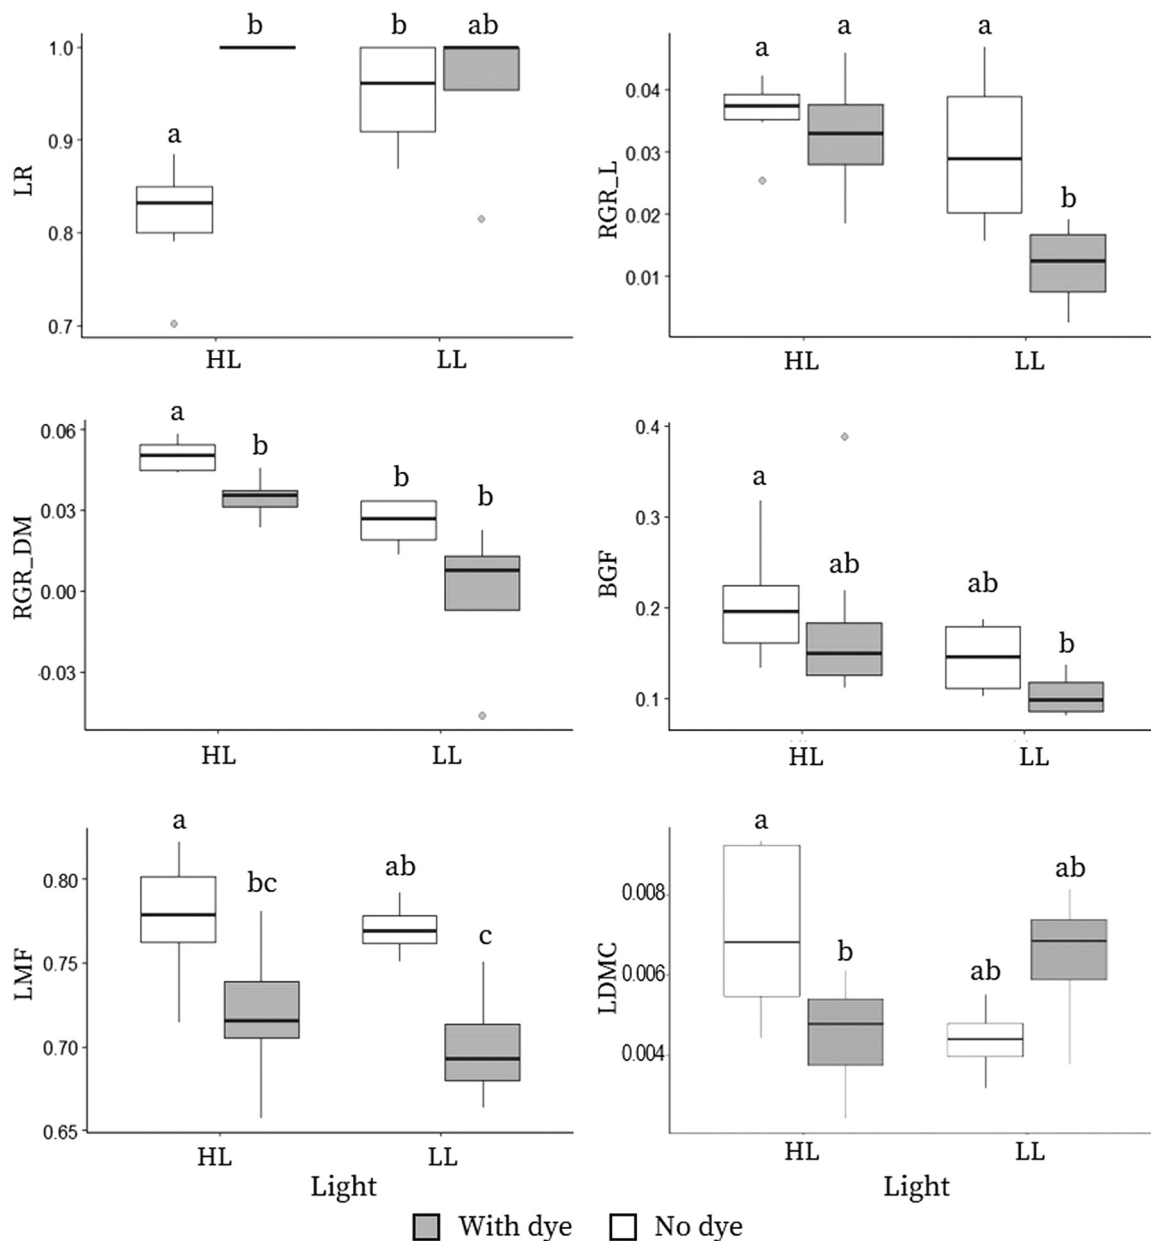 b b ab
1.0
a
0.9
0.8
0.7
LR
HL LL
a a a
0.04
0.03
b
0.02
0.01
RGR_L
HL LL
a
0.06
b
b b
0.03
0.00
-0.03
RGR_DM
HL LL
0.4
a
0.3
ab ab
0.2
b
0.1
BGF
HL LL
a
0.80
bc ab
c
0.75
0.70
0.65
LMF
HL LL
Light
a
0.008
ab
b ab
0.006
0.004
LDMC
HL LL
Light
With dye No dye